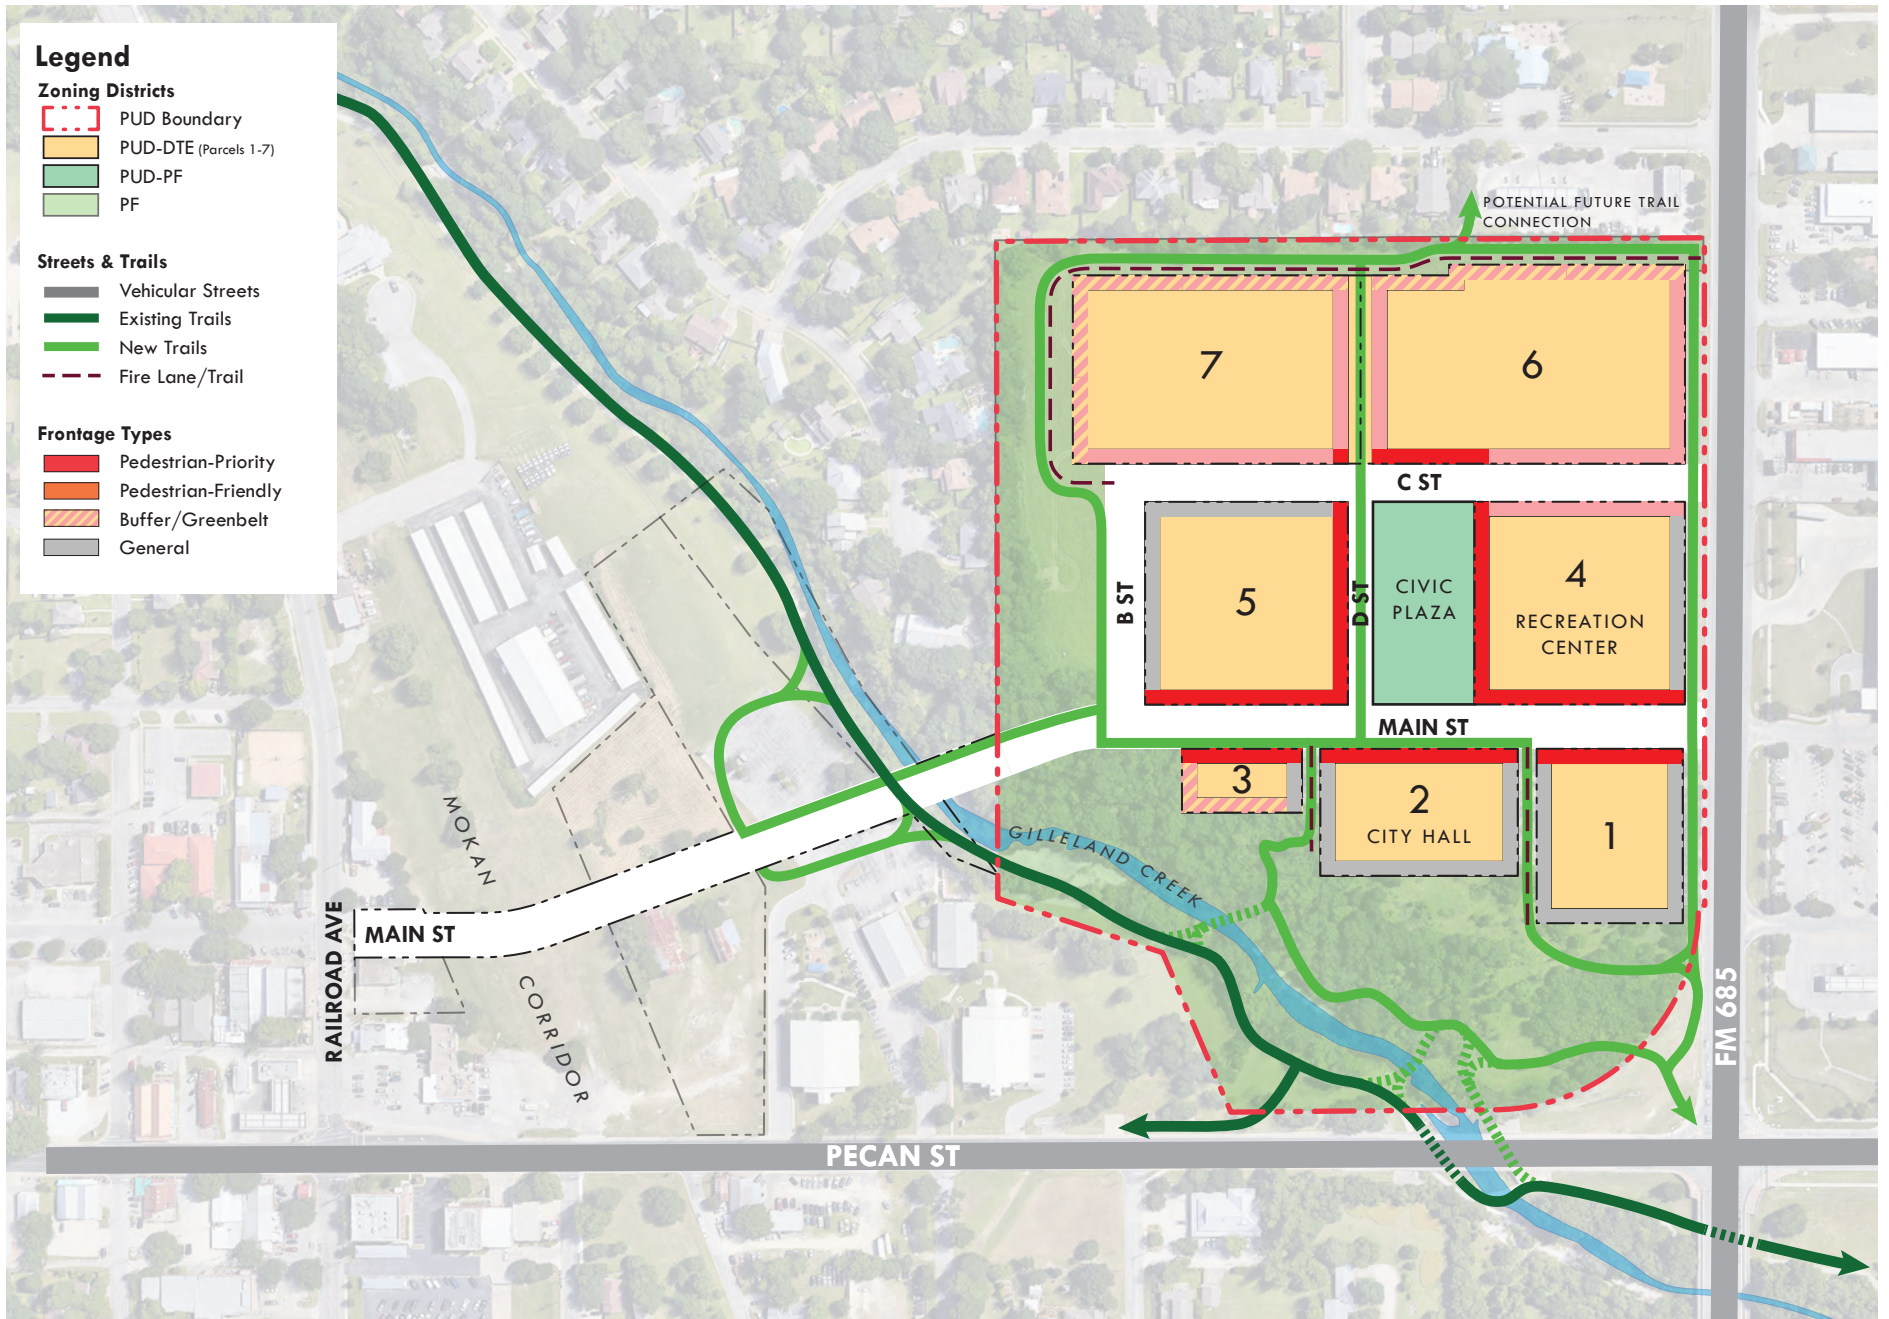 Legend
Zoning Districts
PUD Boundary
PUD-DTE (Parcels 1-7)
PUD-PF
PF
Streets & Trails
Vehicular Streets
Existing Trails
New Trails
Fire Lane/Trail
Frontage Types
Pedestrian-Priority
Pedestrian-Friendly
Buffer/Greenbelt
General
POTENTIAL FUTURE TRAIL
CONNECTION
7
6
C ST
B ST
5
D ST
CIVIC
PLAZA
4
RECREATION
CENTER
MAIN ST
3
2
CITY HALL
1
GILLELAND CREEK
MOKAN
CORRIDOR
RAILROAD AVE
MAIN ST
FM 685
PECAN ST